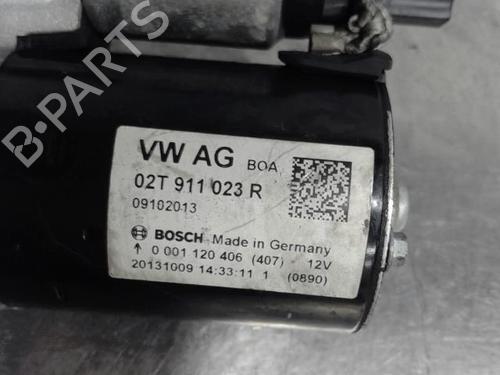 B-PARTS
VW AG BOA
02T 911 023 R
09102013
BOSCH Made in Germany
↑ 0 001 120 406 (407) 12V
20131009 14:33:11 1 (0890)